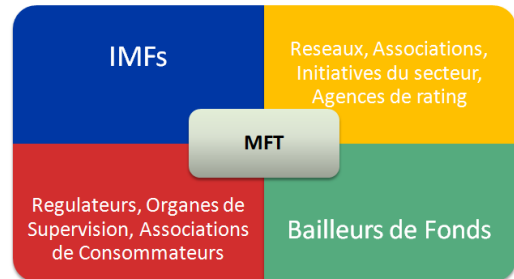 IMFs
Reseaux, Associations,
Initiatives du secteur,
Agences de rating
MFT
Regulateurs, Organes de
Supervision, Associations
de Consommateurs
Bailleurs de Fonds